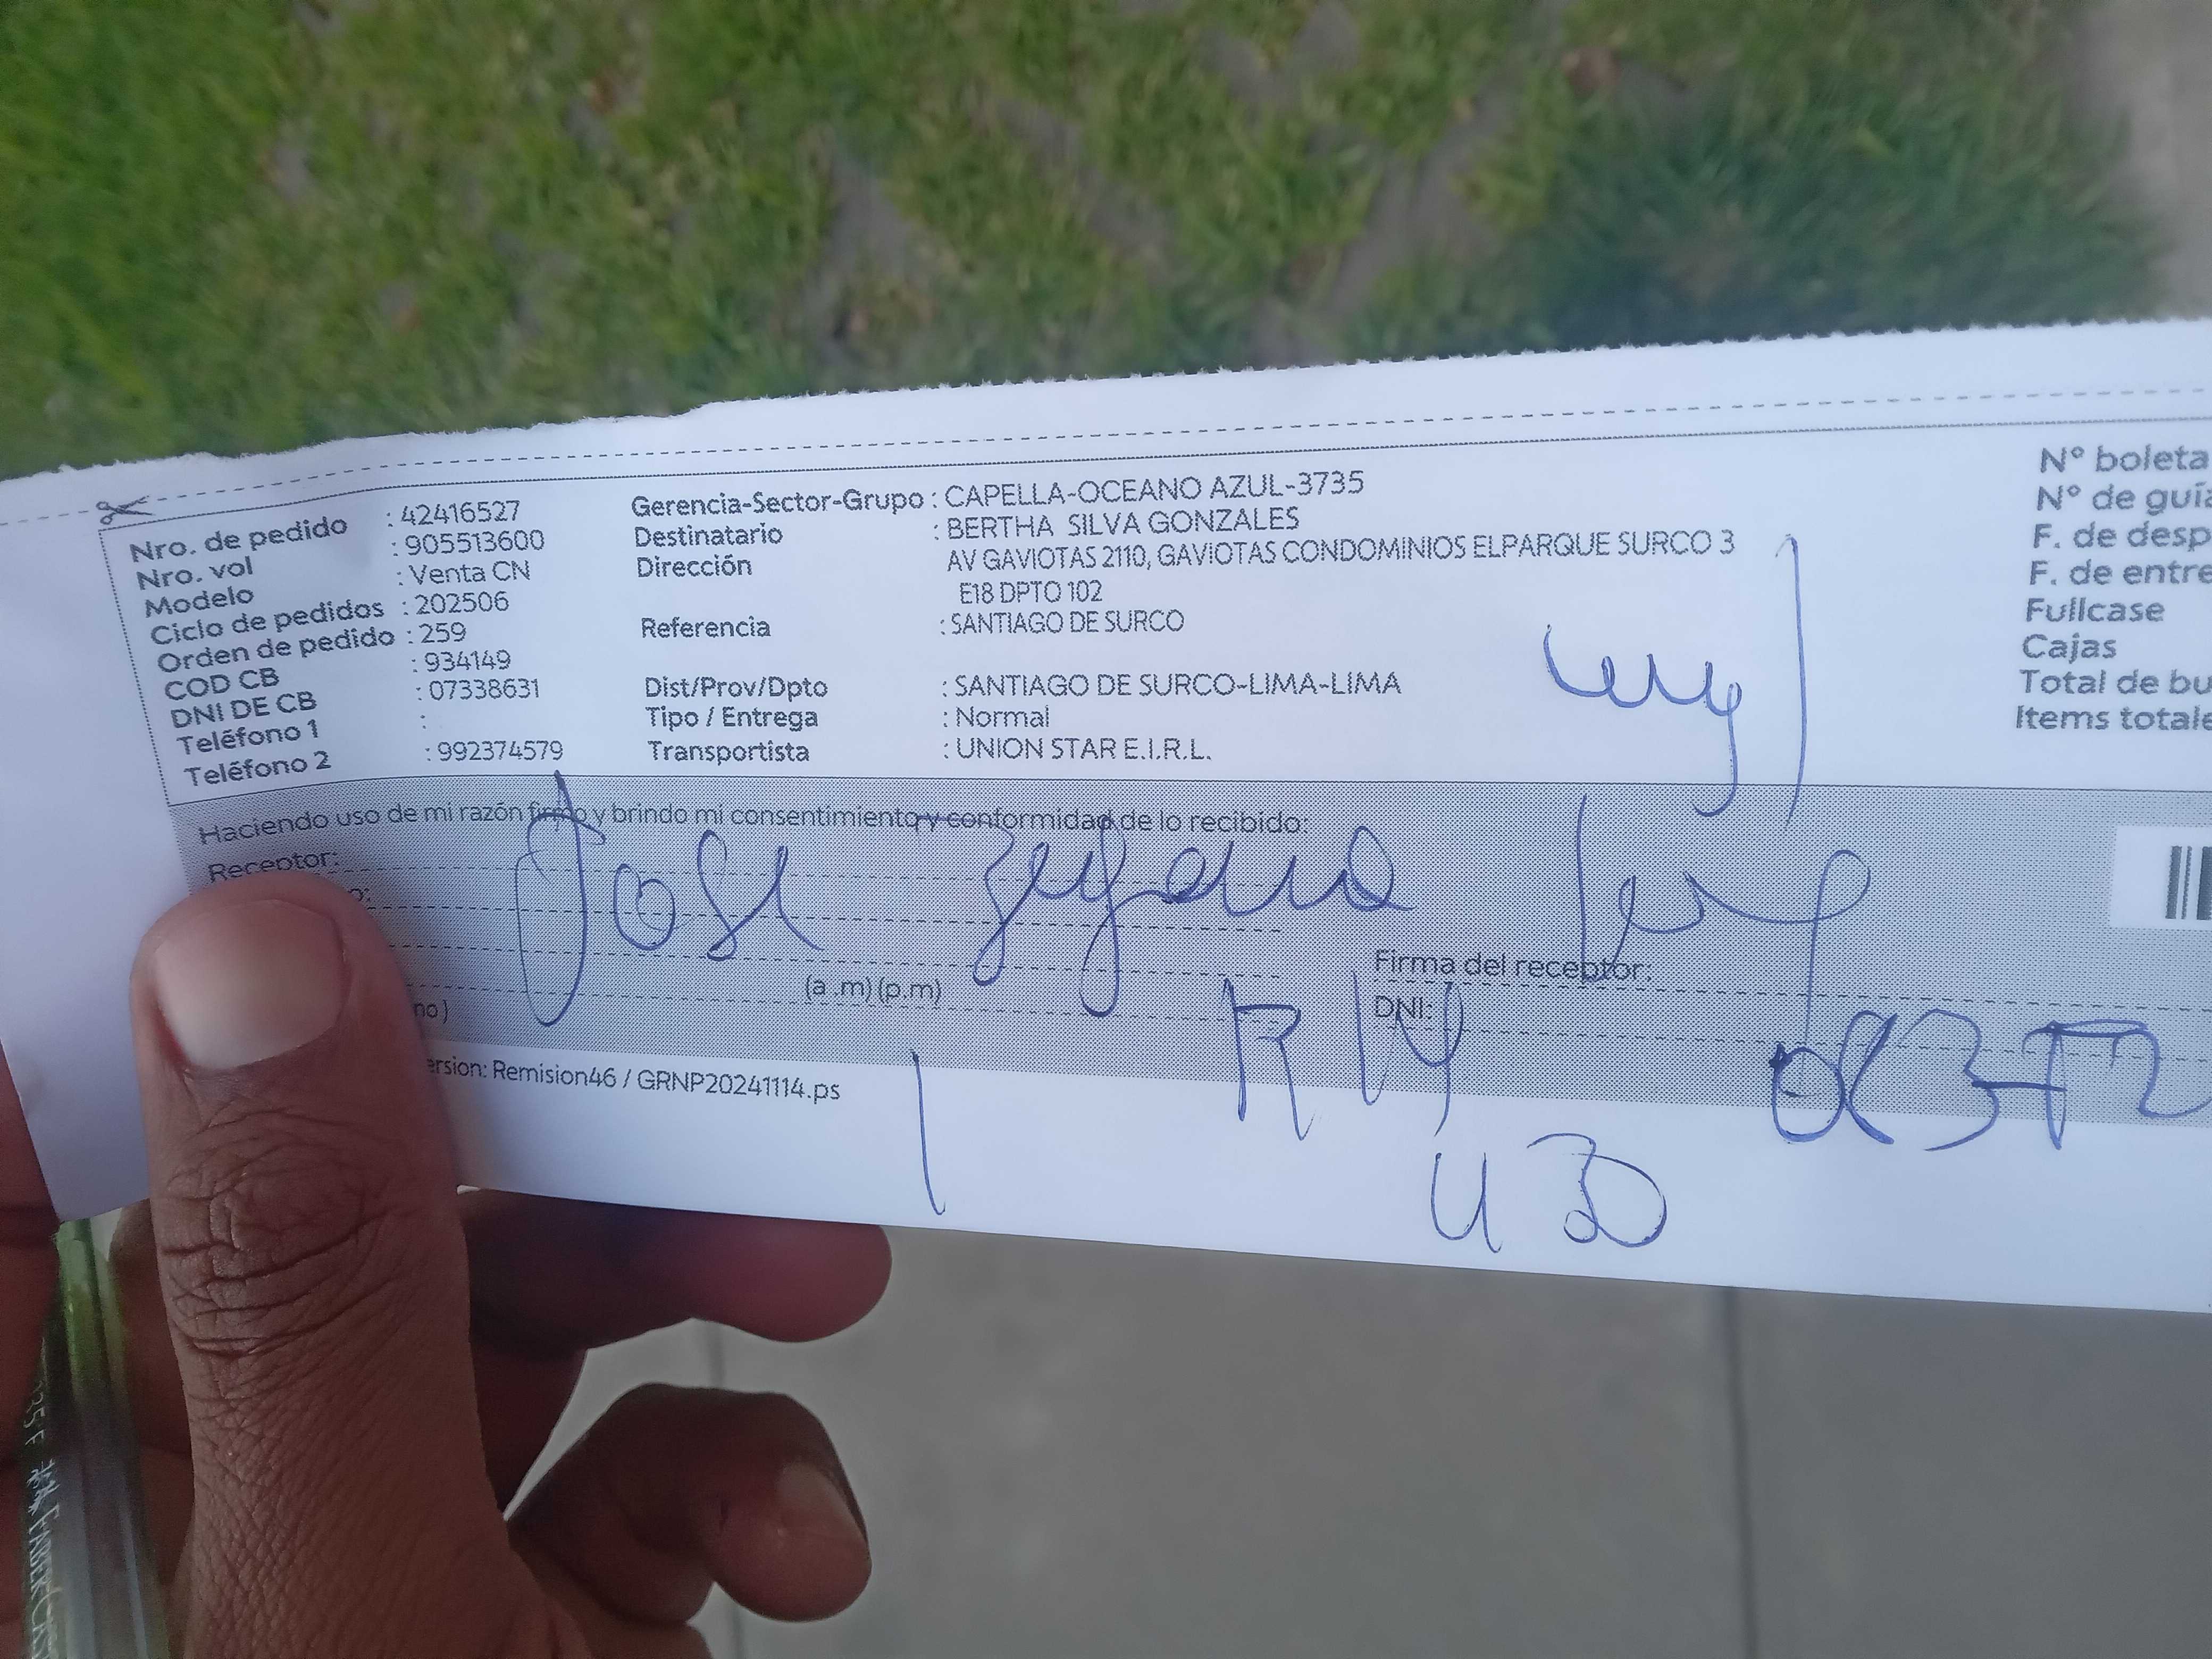 Nro. de pedido : 42416527
Nro. vol : 905513600
Modelo : Venta CN
Ciclo de pedidos : 202506
Orden de pedido : 259
COD CB : 934149
DNI DE CB : 07338631
Teléfono 1 :
Teléfono 2 : 992374579
Gerencia-Sector-Grupo : CAPELLA-OCEANO AZUL-3735
Destinatario : BERTHA SILVA GONZALES
Dirección AV GAVIOTAS 2110, GAVIOTAS CONDOMINIOS ELPARQUE SURCO 3
E18 DPTO 102
Referencia : SANTIAGO DE SURCO
Dist/Prov/Dpto : SANTIAGO DE SURCO-LIMA-LIMA
Tipo / Entrega : Normal
Transportista : UNION STAR E.I.R.L.
N° boleta
N° de guía
F. de desp
F. de entre
Fullcase
Cajas
Total de bu
Items totale
Haciendo uso de mi razón firmo y brindo mi consentimiento y conformidad de lo recibido:
Receptor:
Jose
(a .m) (p.m)
Firma del receptor:
DNI:
ersion: Remision46 / GRNP20241114.ps